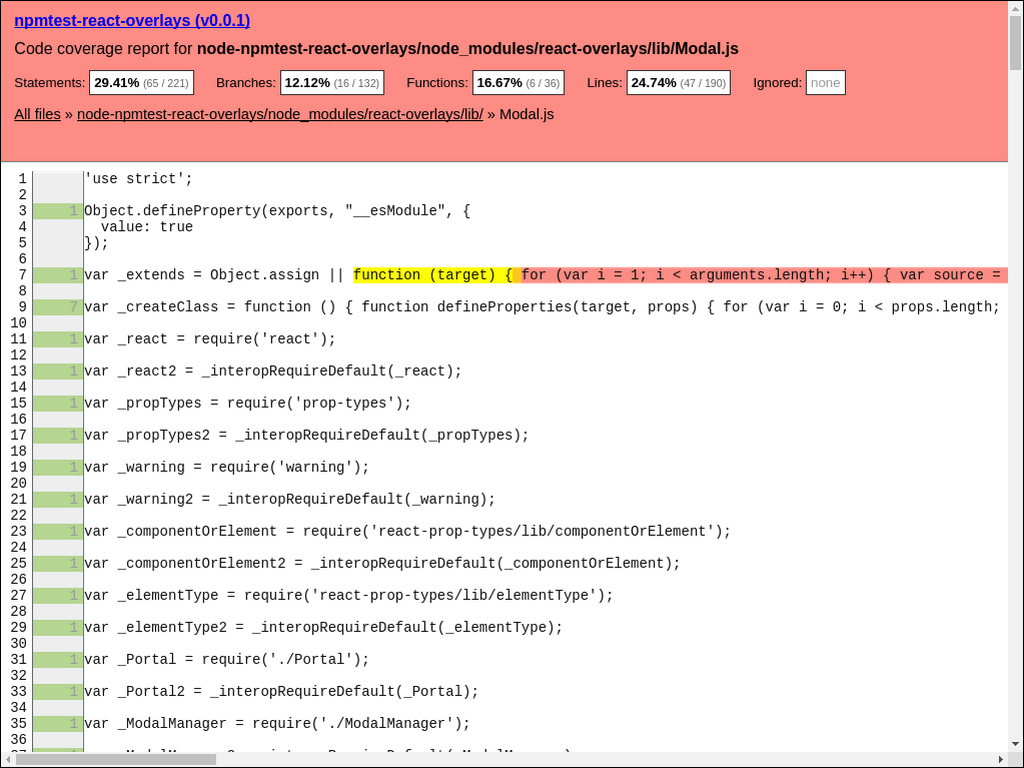 npmtest-react-overlays (v0.0.1)
Code coverage report for node-npmtest-react-overlays/node_modules/react-overlays/lib/Modal.js
Statements: 29.41% (65 / 221) Branches: 12.12% (16 / 132) Functions: 16.67% (6 / 36) Lines: 24.74% (47 / 190) Ignored: none
All files » node-npmtest-react-overlays/node_modules/react-overlays/lib/ » Modal.js
1 'use strict';
2
3 1 Object.defineProperty(exports, "__esModule", {
4 value: true
5 });
6
7 1 var _extends = Object.assign || function (target) { for (var i = 1; i < arguments.length; i++) { var source =
8
9 7 var _createClass = function () { function defineProperties(target, props) { for (var i = 0; i < props.length;
10
11 1 var _react = require('react');
12
13 1 var _react2 = _interopRequireDefault(_react);
14
15 1 var _propTypes = require('prop-types');
16
17 1 var _propTypes2 = _interopRequireDefault(_propTypes);
18
19 1 var _warning = require('warning');
20
21 1 var _warning2 = _interopRequireDefault(_warning);
22
23 1 var _componentOrElement = require('react-prop-types/lib/componentOrElement');
24
25 1 var _componentOrElement2 = _interopRequireDefault(_componentOrElement);
26
27 1 var _elementType = require('react-prop-types/lib/elementType');
28
29 1 var _elementType2 = _interopRequireDefault(_elementType);
30
31 1 var _Portal = require('./Portal');
32
33 1 var _Portal2 = _interopRequireDefault(_Portal);
34
35 1 var _ModalManager = require('./ModalManager');
36